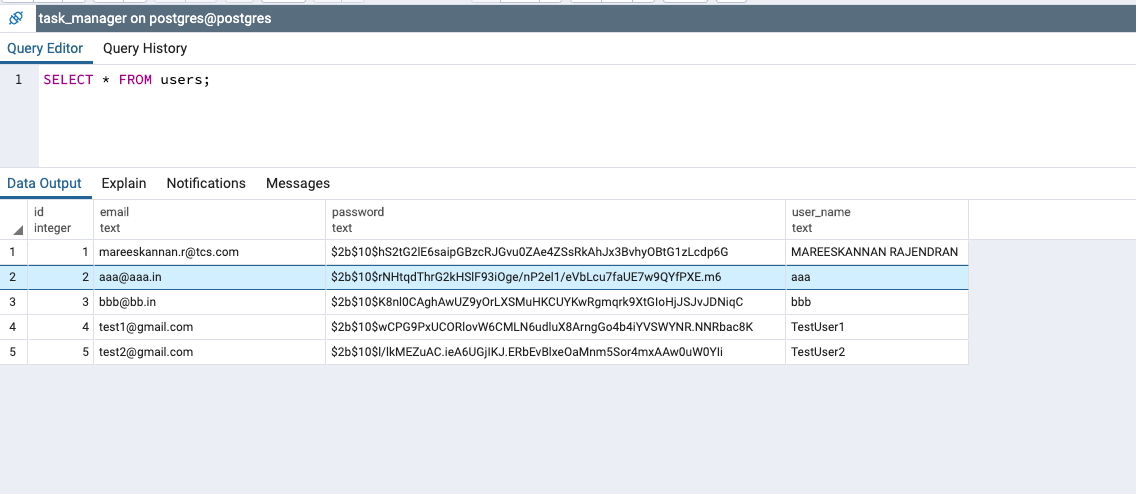 task_manager on postgres@postgres
Query Editor Query History
1 SELECT * FROM users;
Data Output Explain Notifications Messages
id email password user_name
integer text text text
1 1 mareeskannan.r@tcs.com $2b$10$hS2tG2lE6saipGBzcRJGvu0ZAe4ZSsRkAhJx3BvhyOBtG1zLcdp6G MAREESKANNAN RAJENDRAN
2 2 aaa@aaa.in $2b$10$rNHtqdThrG2kHSlF93iOge/nP2el1/eVbLcu7faUE7w9QYfPXE.m6 aaa
3 3 bbb@bb.in $2b$10$K8nl0CAghAwUZ9yOrLXSMuHKCUYKwRgmqrk9XtGIoHjJSJvJDNiqC bbb
4 4 test1@gmail.com $2b$10$wCPG9PxUCORlovW6CMLN6udluX8ArngGo4b4iYVSWYNR.NNRbac8K TestUser1
5 5 test2@gmail.com $2b$10$l/lkMEZuAC.ieA6UGjIKJ.ERbEvBlxeOaMnm5Sor4mxAAw0uW0YIi TestUser2